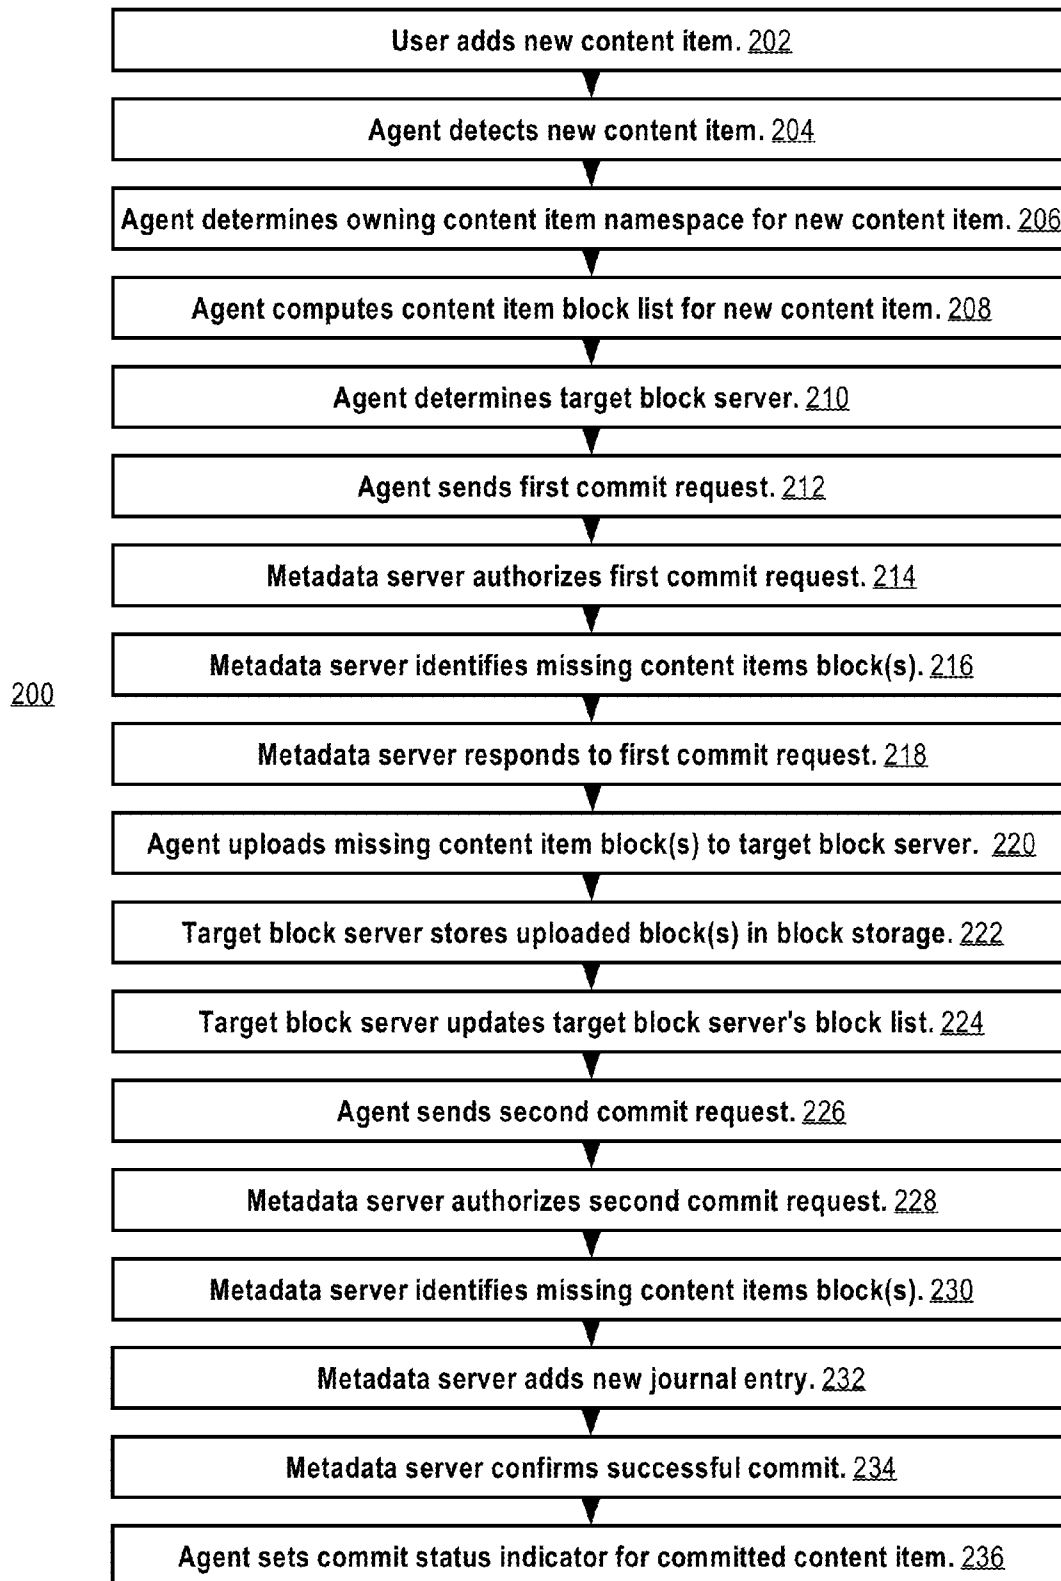 User adds new content item. 202
Agent detects new content item. 204
Agent determines owning content item namespace for new content item. 206
Agent computes content item block list for new content item. 208
Agent determines target block server. 210
Agent sends first commit request. 212
Metadata server authorizes first commit request. 214
Metadata server identifies missing content items block(s). 216
200
Metadata server responds to first commit request. 218
Agent uploads missing content item block(s) to target block server. 220
Target block server stores uploaded block(s) in block storage. 222
Target block server updates target block server's block list. 224
Agent sends second commit request. 226
Metadata server authorizes second commit request. 228
Metadata server identifies missing content items block(s). 230
Metadata server adds new journal entry. 232
Metadata server confirms successful commit. 234
Agent sets commit status indicator for committed content item. 236